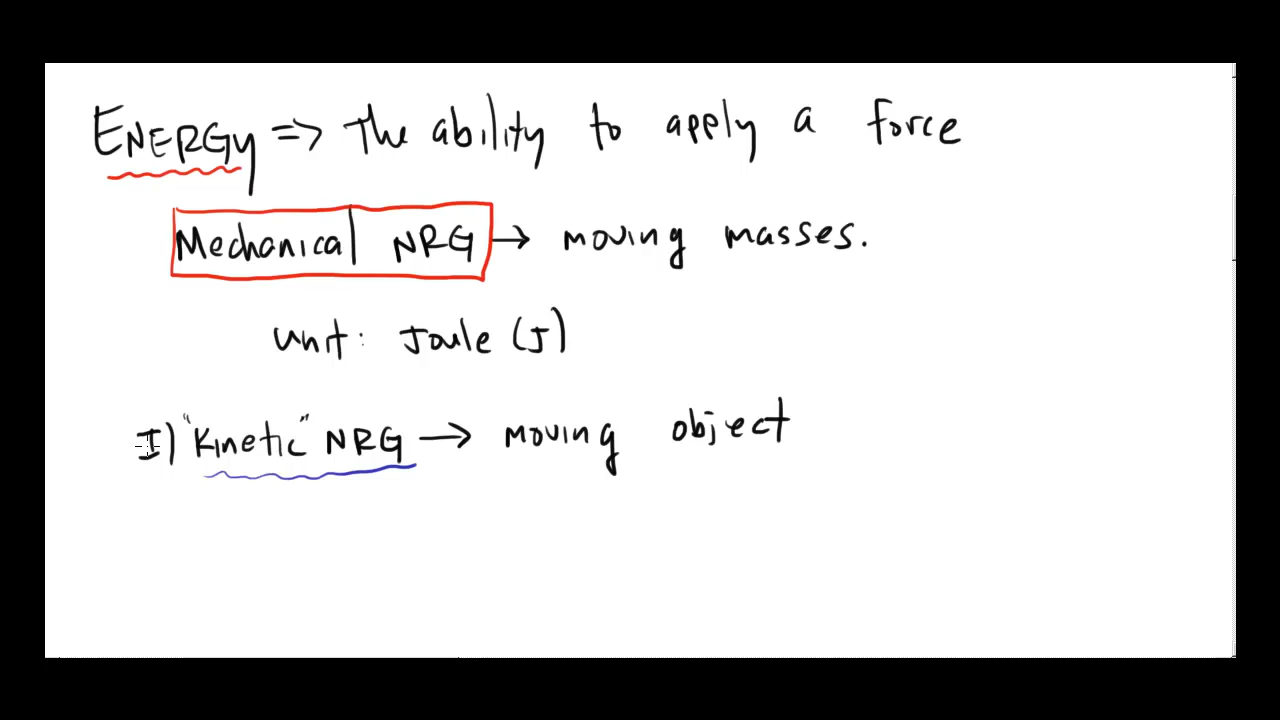 ENERGy => The ability to apply a force
Mechanical NRG → moving masses.
Unit: Joule (J)
I) "Kinetic" NRG → moving object